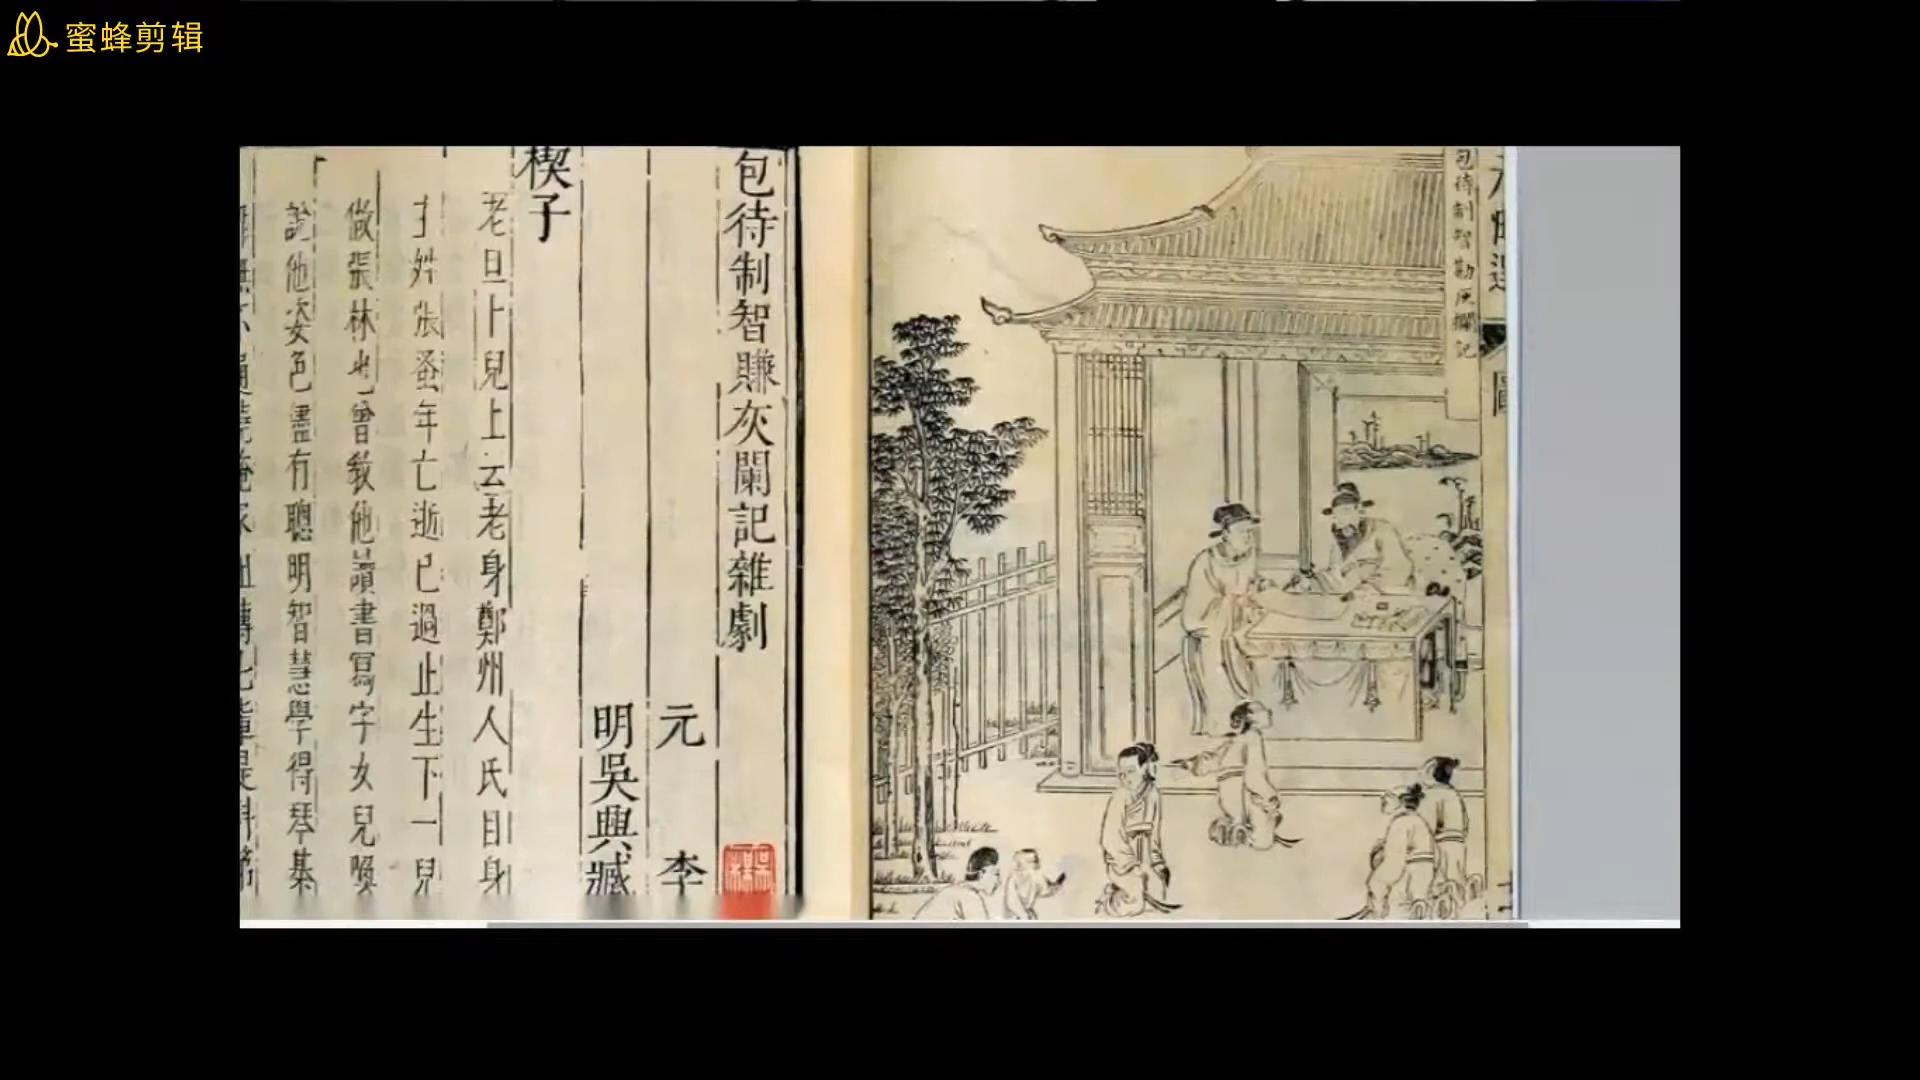 蜜蜂剪辑
包待制智勘灰欄記
包待制智賺灰闌記雜劇
元 李
明吳興臧
楔子
老旦卜兒上云老身鄭州人氏自身
姓張蚤年亡逝已過止生下一兒
做張林也曾敎他讀書寫字女兒喚
說他姿色盡有聰明智慧學得琴棊